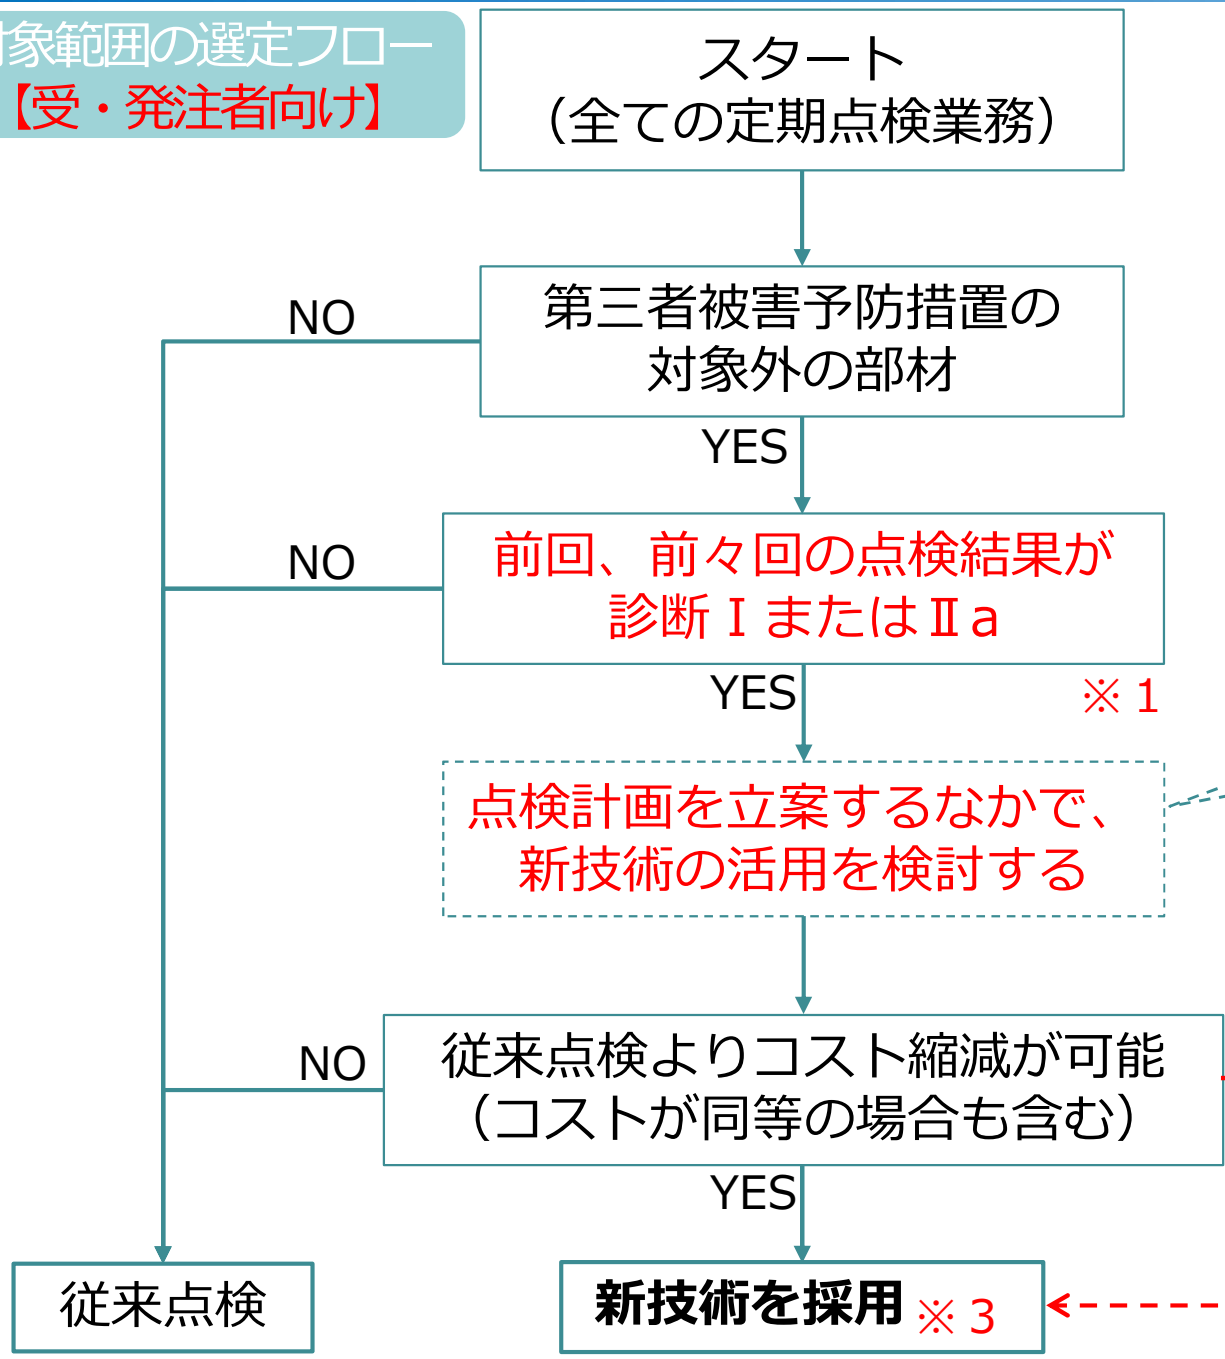 対象範囲の選定フロー
【受・発注者向け】
スタート
（全ての定期点検業務）
第三者被害予防措置の
対象外の部材
NO
YES
前回、前々回の点検結果が
診断ⅠまたはⅡa
NO
YES
※1
点検計画を立案するなかで、
新技術の活用を検討する
従来点検よりコスト縮減が可能
（コストが同等の場合も含む）
NO
YES
従来点検
新技術を採用 ※3